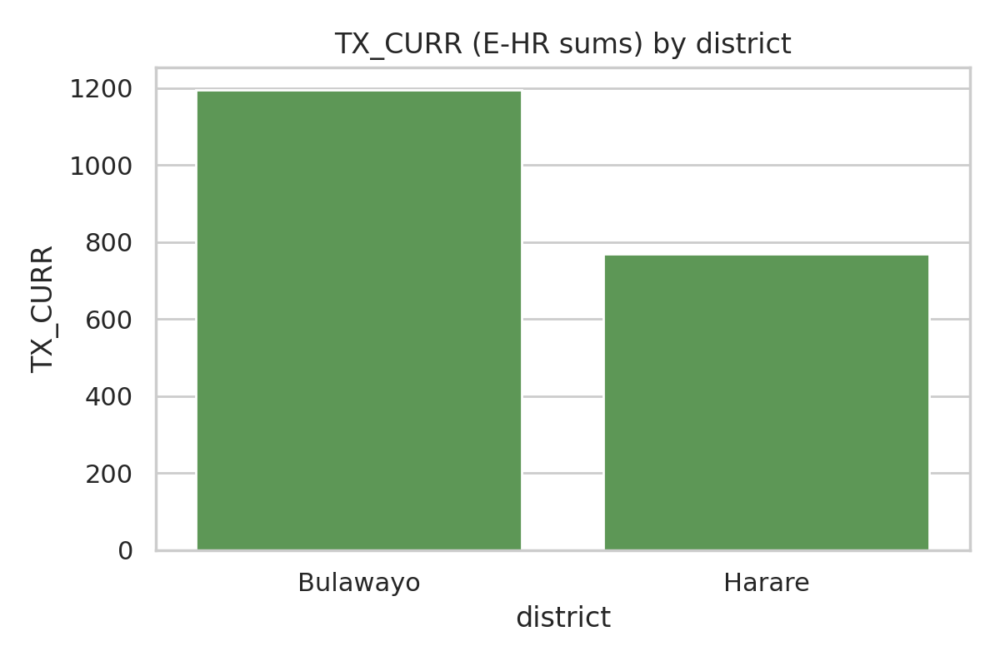 TX_CURR (E-HR sums) by district
1200
1000
800
600
400
200
0
TX_CURR
Bulawayo
Harare
district